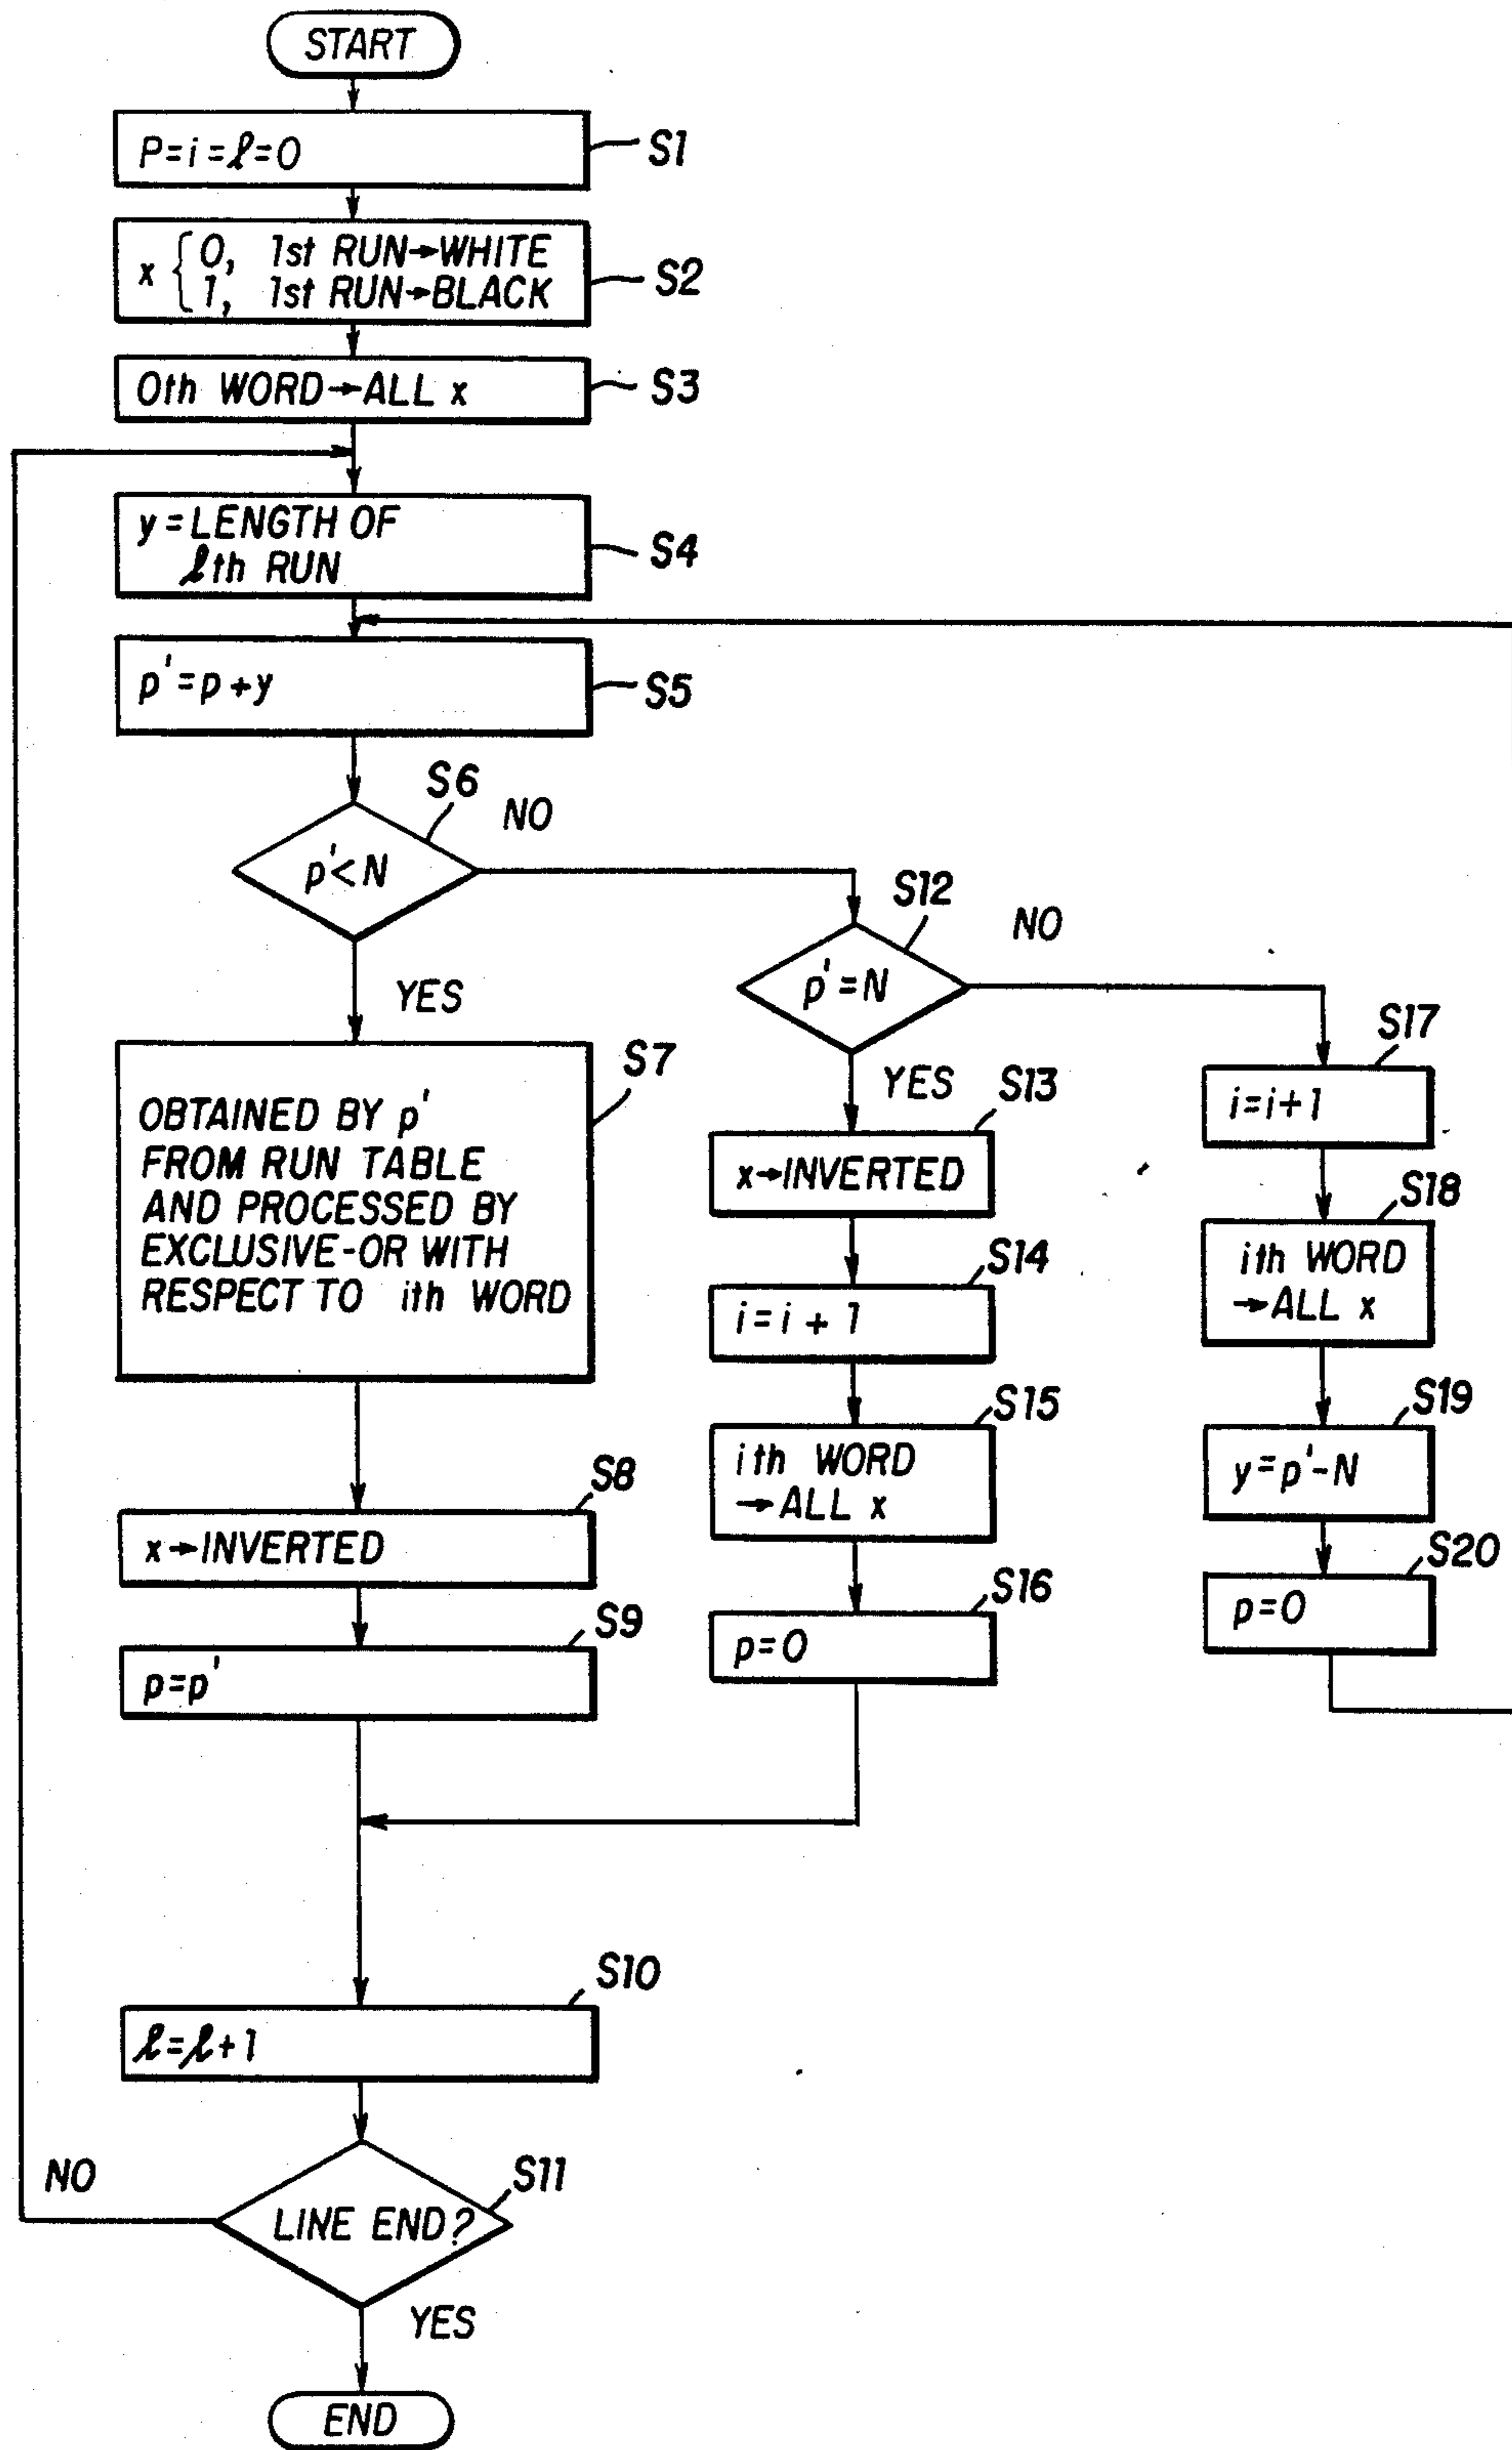 START
P=i=ℓ=0
S1
x { 0, 1st RUN→WHITE
1, 1st RUN→BLACK
S2
0th WORD→ALL x
S3
y=LENGTH OF
ℓth RUN
S4
p'=p+y
S5
S6
NO
p'<N
YES
S12
NO
p'=N
YES
S7
OBTAINED BY p'
FROM RUN TABLE
AND PROCESSED BY
EXCLUSIVE-OR WITH
RESPECT TO ith WORD
S13
x→INVERTED
S17
i=i+1
S14
i=i+1
S18
ith WORD
→ALL x
S15
ith WORD
→ALL x
S19
y=p'-N
S8
x→INVERTED
S16
p=0
S20
p=0
S9
p=p'
S10
ℓ=ℓ+1
NO
S11
LINE END?
YES
END